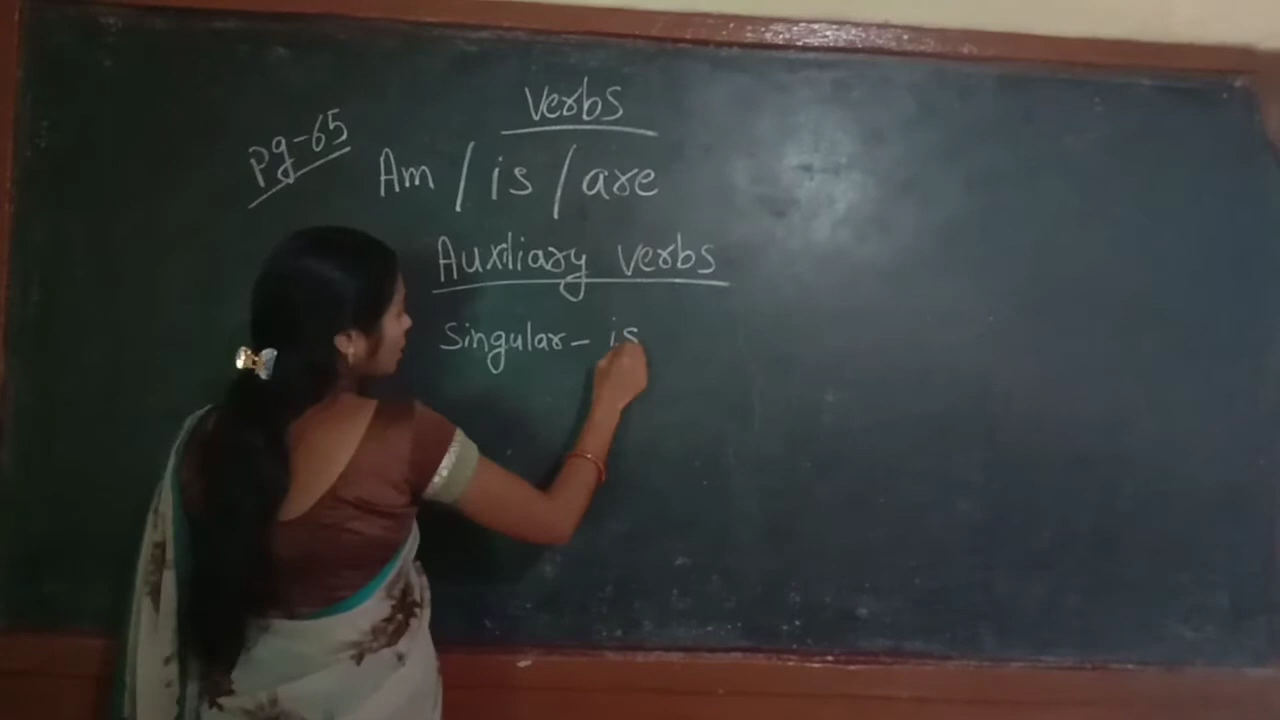 Verbs
pg-65
Am / is / are
Auxiliary verbs
Singular - is